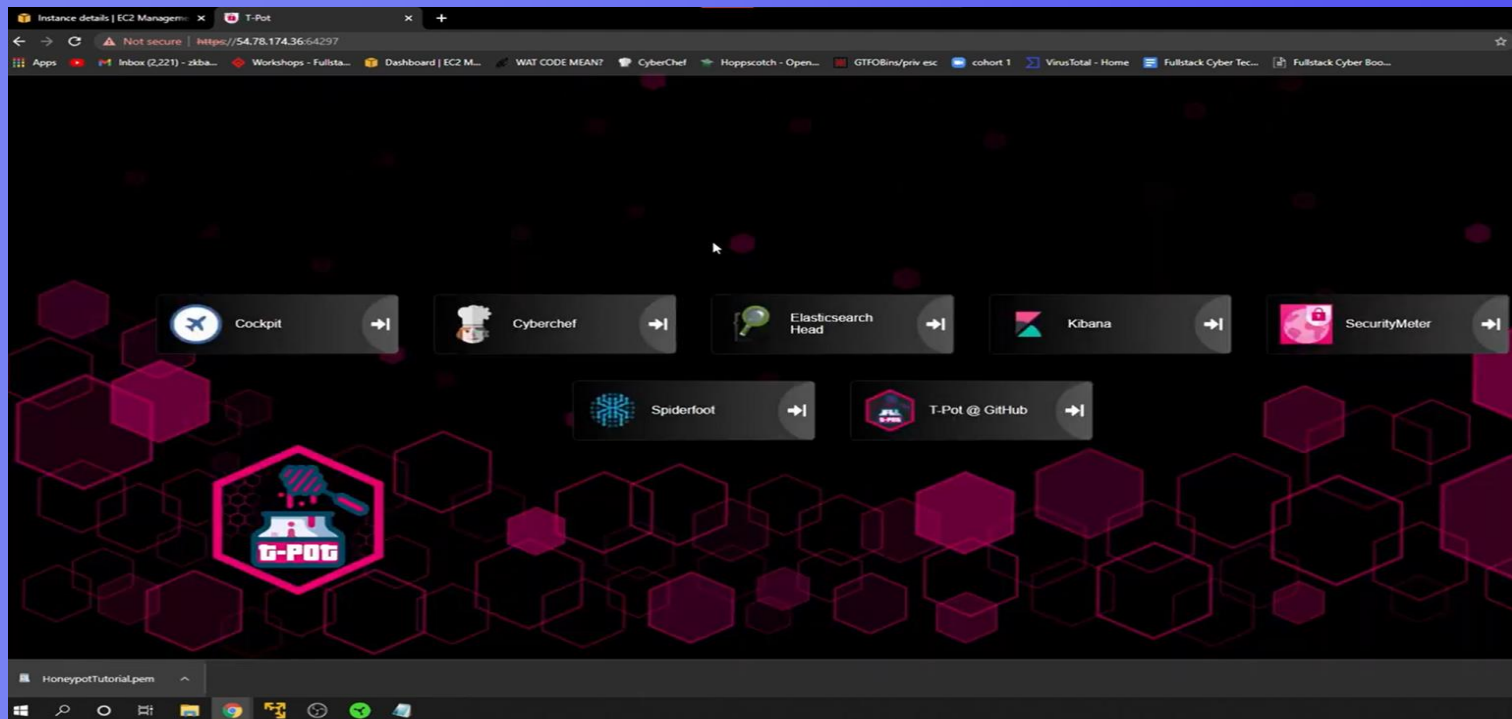 Instance details | EC2 Manageme
T-Pot
Not secure | https://54.78.174.36:64297
Apps
Inbox (2,221) - zkba...
Workshops - Fullsta...
Dashboard | EC2 M...
WAT CODE MEAN?
CyberChef
Hoppscotch - Open...
GTFOBins/priv esc
cohort 1
VirusTotal - Home
Fullstack Cyber Tec...
Fullstack Cyber Boo...
Cockpit
Cyberchef
Elasticsearch
Head
Kibana
SecurityMeter
Spiderfoot
T-Pot @ GitHub
T-POT
T-POT
HoneypotTutorial.pem